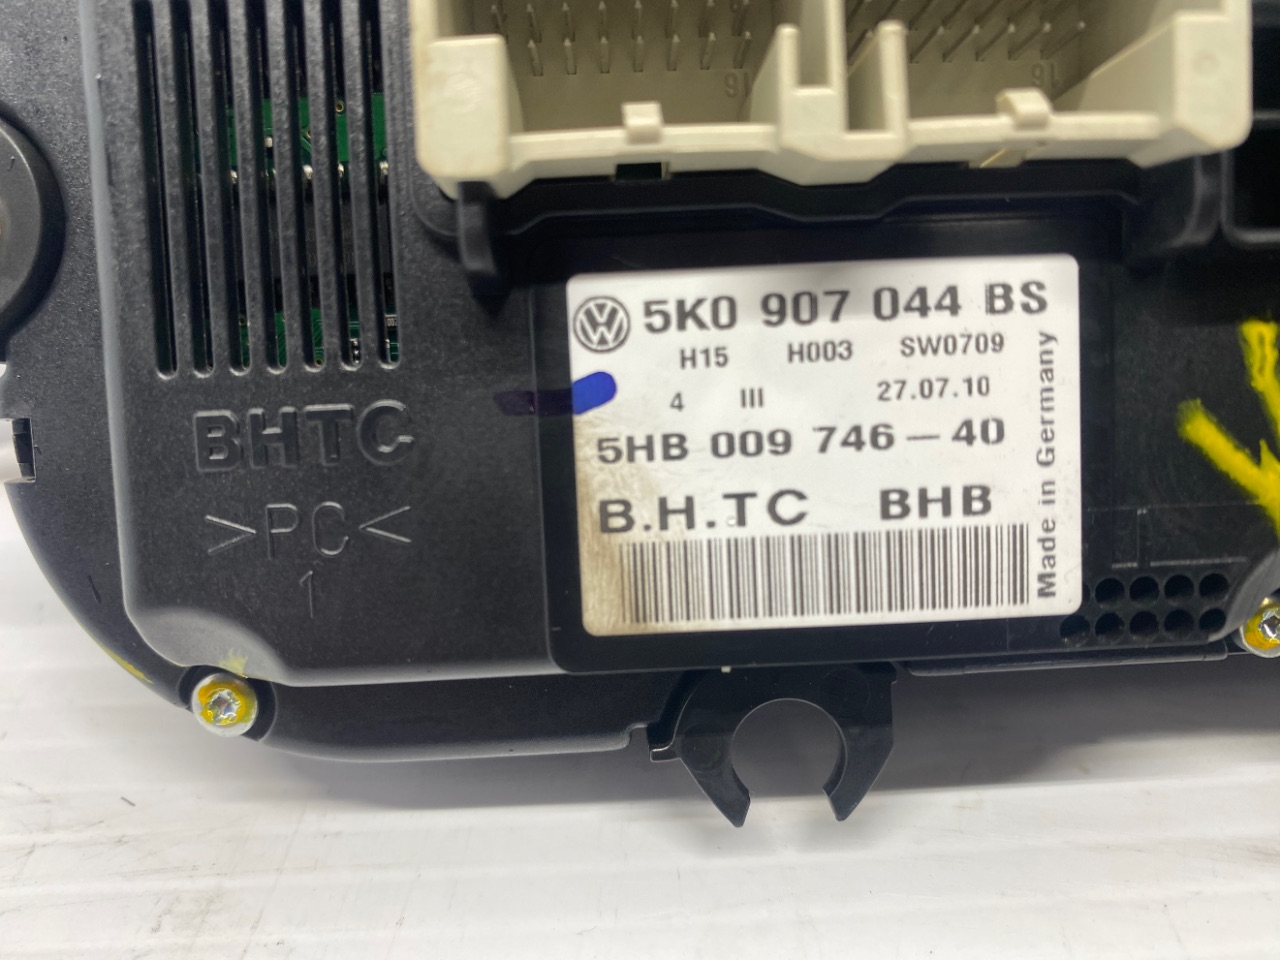 16
16
5K0 907 044 BS
H15 H003 SW0709
4 III 27.07.10
5HB 009 746-40
B.H.TC BHB
Made in Germany
BHTC
>PC<
1